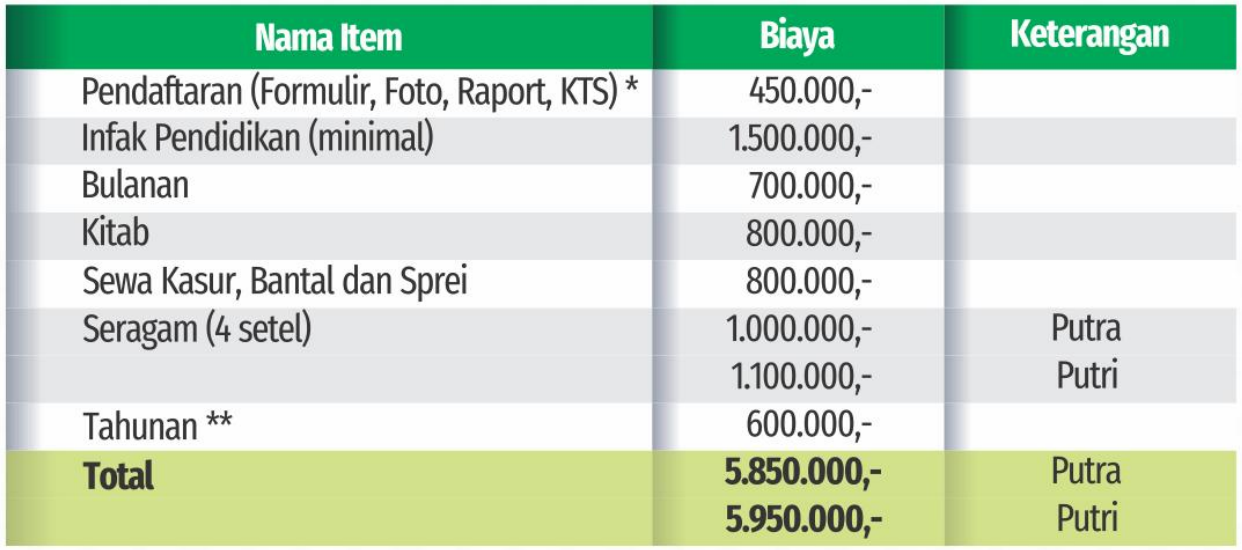 Nama Item Biaya Keterangan
Pendaftaran (Formulir, Foto, Raport, KTS) * 450.000,-
Infak Pendidikan (minimal) 1.500.000,-
Bulanan 700.000,-
Kitab 800.000,-
Sewa Kasur, Bantal dan Sprei 800.000,-
Seragam (4 setel) 1.000.000,- Putra
1.100.000,- Putri
Tahunan ** 600.000,-
Total 5.850.000,- Putra
5.950.000,- Putri